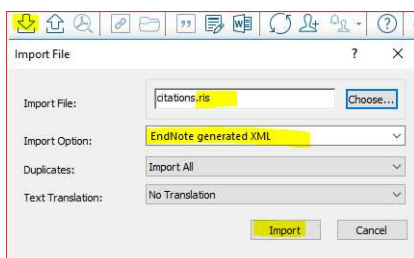 Import File
? X
Import File: citations.ris Choose...
Import Option: EndNote generated XML
Duplicates: Import All
Text Translation: No Translation
Import Cancel